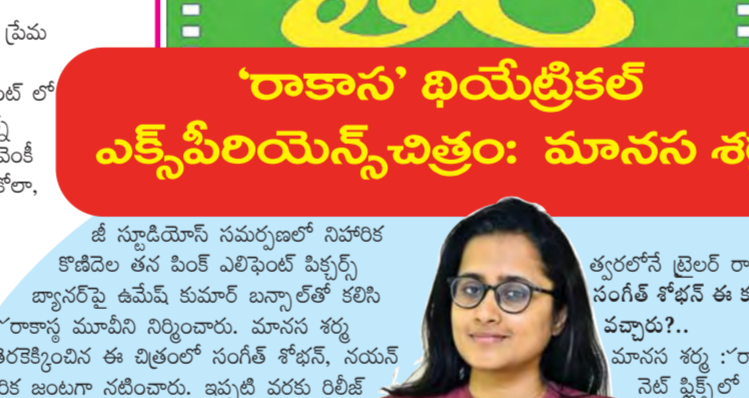 ప్రేమ
'రాకాస' థియేట్రికల్
ఎక్స్‌పీరియెన్స్‌చిత్రం: మానస
జీ స్టూడియోస్ సమర్పణలో నిహారిక
కొణిదెల తన పింక్ ఎలిఫెంట్ పిక్చర్స్
బ్యానర్‌పై ఉమేష్ కుమార్ బన్సాల్‌తో కలిసి
రాకాస్ఠ మూవీని నిర్మించారు. మానస శర్మ
తెరకెక్కించిన ఈ చిత్రంలో సంగీత్ శోభన్, నయన్
జంటగా నటించారు. ఇప్పటి వరకు రిలీజ్
త్వరలోనే ట్రైలర్
సంగీత్ శోభన్ ఈ
వచ్చారు?..
మానస శర్మ :
నెట్ ఫ్లిక్స్‌లో